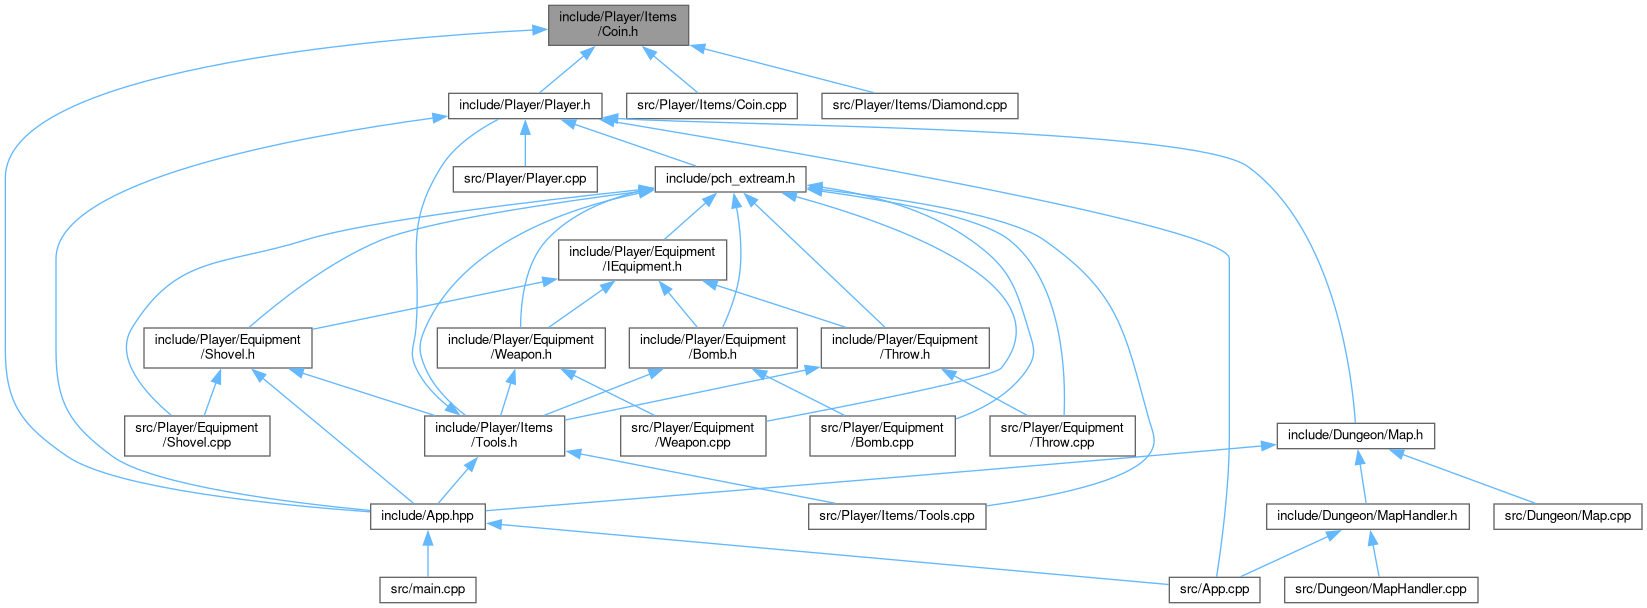 include/Player/Items
/Coin.h
include/Player/Player.h
src/Player/Items/Coin.cpp
src/Player/Items/Diamond.cpp
src/Player/Player.cpp
include/pch_extream.h
include/Player/Equipment
/IEquipment.h
include/Player/Equipment
/Shovel.h
include/Player/Equipment
/Weapon.h
include/Player/Equipment
/Bomb.h
include/Player/Equipment
/Throw.h
src/Player/Equipment
/Shovel.cpp
include/Player/Items
/Tools.h
src/Player/Equipment
/Weapon.cpp
src/Player/Equipment
/Bomb.cpp
src/Player/Equipment
/Throw.cpp
include/Dungeon/Map.h
include/App.hpp
src/Player/Items/Tools.cpp
include/Dungeon/MapHandler.h
src/Dungeon/Map.cpp
src/main.cpp
src/App.cpp
src/Dungeon/MapHandler.cpp